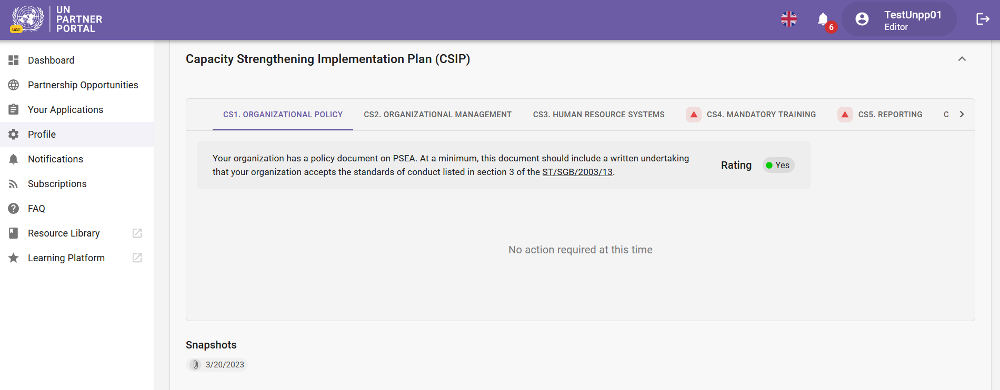 UN
PARTNER
PORTAL
UAT
6
TestUnpp01
Editor
Dashboard
Partnership Opportunities
Your Applications
Profile
Notifications
Subscriptions
FAQ
Resource Library
Learning Platform
Capacity Strengthening Implementation Plan (CSIP)
CS1. ORGANIZATIONAL POLICY CS2. ORGANIZATIONAL MANAGEMENT CS3. HUMAN RESOURCE SYSTEMS CS4. MANDATORY TRAINING CS5. REPORTING C
Your organization has a policy document on PSEA. At a minimum, this document should include a written undertaking
that your organization accepts the standards of conduct listed in section 3 of the ST/SGB/2003/13.
Rating Yes
No action required at this time
Snapshots
3/20/2023